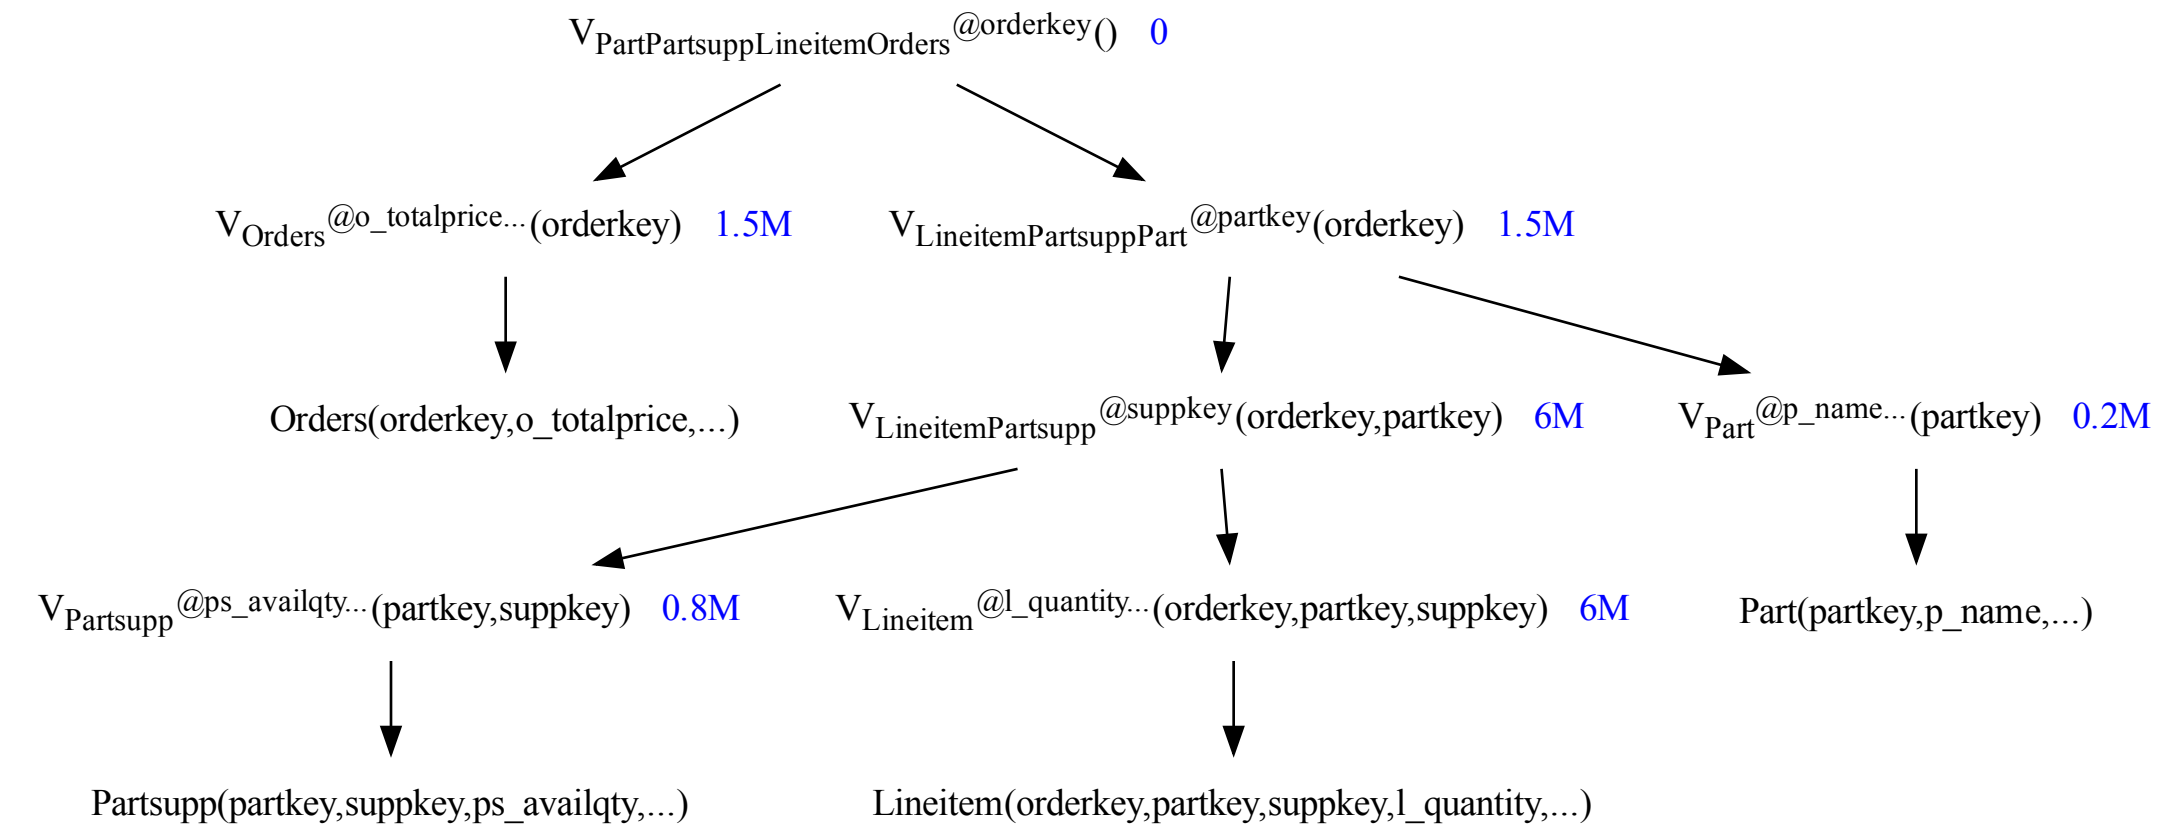 V_PartPartsuppLineitemOrders^@orderkey() 0
V_Orders^@o_totalprice...(orderkey) 1.5M
V_LineitemPartsuppPart^@partkey(orderkey) 1.5M
Orders(orderkey,o_totalprice,...)
V_LineitemPartsupp^@suppkey(orderkey,partkey) 6M
V_Part^@p_name...(partkey) 0.2M
V_Partsupp^@ps_availqty...(partkey,suppkey) 0.8M
V_Lineitem^@l_quantity...(orderkey,partkey,suppkey) 6M
Part(partkey,p_name,...)
Partsupp(partkey,suppkey,ps_availqty,...)
Lineitem(orderkey,partkey,suppkey,l_quantity,...)